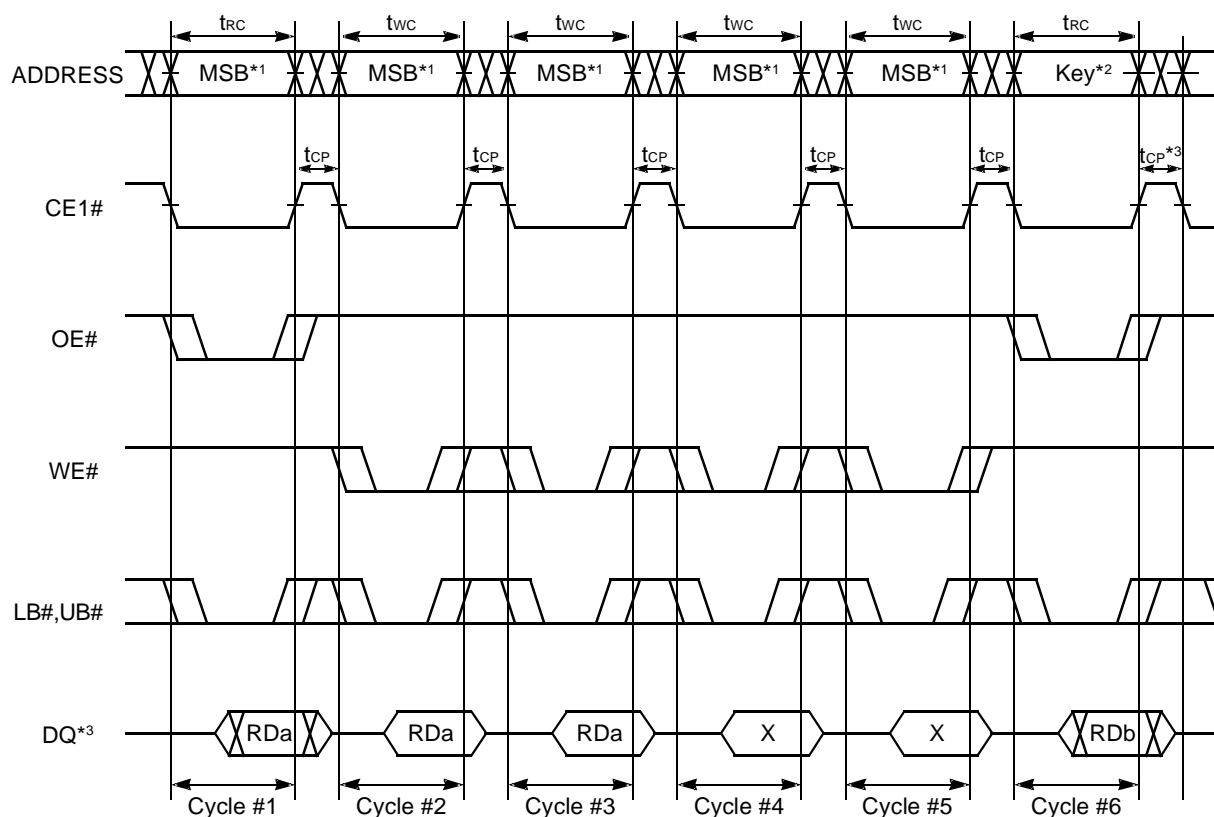 tRC tWC tWC tWC tWC tRC
ADDRESS MSB*1 MSB*1 MSB*1 MSB*1 MSB*1 Key*2
tCP tCP tCP tCP tCP tCP*3
CE1#
OE#
WE#
LB#,UB#
DQ*3 RDa RDa RDa X X RDb
Cycle #1 Cycle #2 Cycle #3 Cycle #4 Cycle #5 Cycle #6